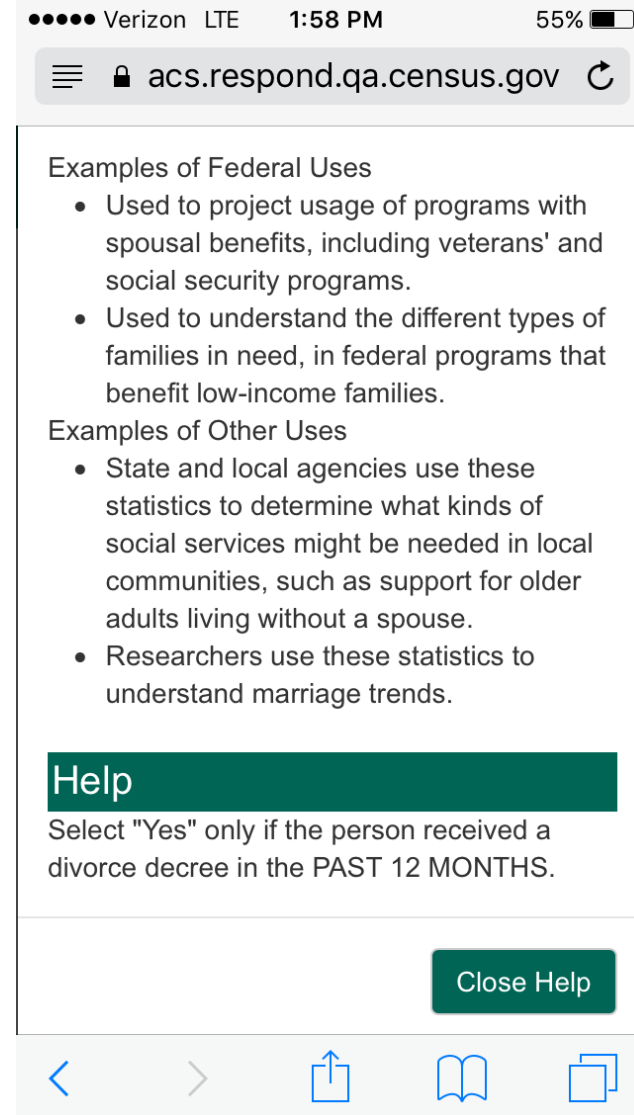 ●●●●● Verizon LTE 1:58 PM 55%
acs.respond.qa.census.gov
Examples of Federal Uses
• Used to project usage of programs with
spousal benefits, including veterans' and
social security programs.
• Used to understand the different types of
families in need, in federal programs that
benefit low-income families.
Examples of Other Uses
• State and local agencies use these
statistics to determine what kinds of
social services might be needed in local
communities, such as support for older
adults living without a spouse.
• Researchers use these statistics to
understand marriage trends.
Help
Select "Yes" only if the person received a
divorce decree in the PAST 12 MONTHS.
Close Help